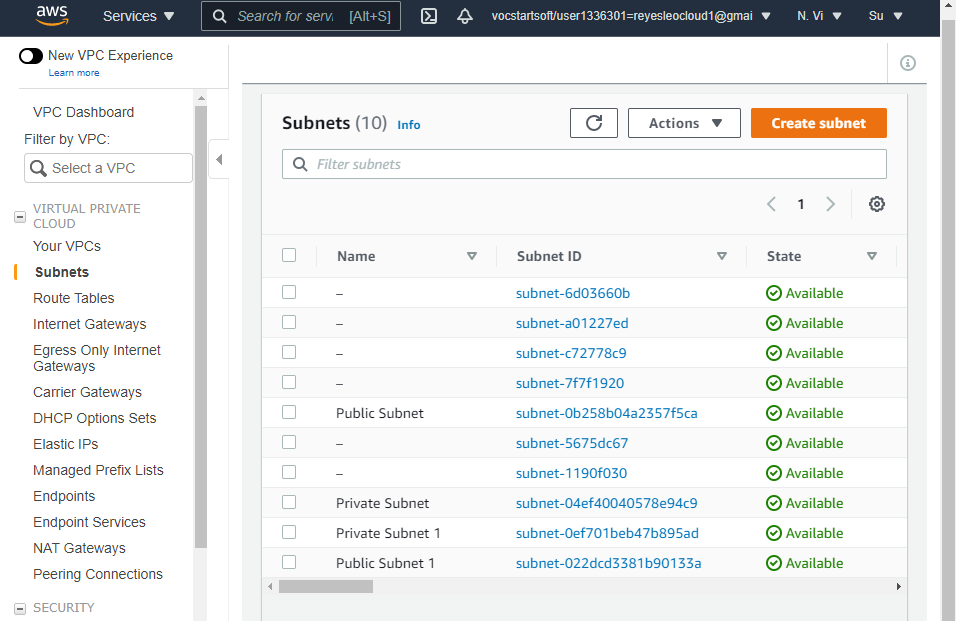 aws
Services
Search for serv
[Alt+S]
vocstartsoft/user1336301=reyesleocloud1@gmai
N. Vi
Su
New VPC Experience
Learn more
VPC Dashboard
Filter by VPC:
Select a VPC
VIRTUAL PRIVATE
CLOUD
Your VPCs
Subnets
Route Tables
Internet Gateways
Egress Only Internet
Gateways
Carrier Gateways
DHCP Options Sets
Elastic IPs
Managed Prefix Lists
Endpoints
Endpoint Services
NAT Gateways
Peering Connections
SECURITY
Subnets (10) Info
Actions
Create subnet
Filter subnets
1
Name Subnet ID State
– subnet-6d03660b Available
– subnet-a01227ed Available
– subnet-c72778c9 Available
– subnet-7f7f1920 Available
Public Subnet subnet-0b258b04a2357f5ca Available
– subnet-5675dc67 Available
– subnet-1190f030 Available
Private Subnet subnet-04ef40040578e94c9 Available
Private Subnet 1 subnet-0ef701beb47b895ad Available
Public Subnet 1 subnet-022dcd3381b90133a Available